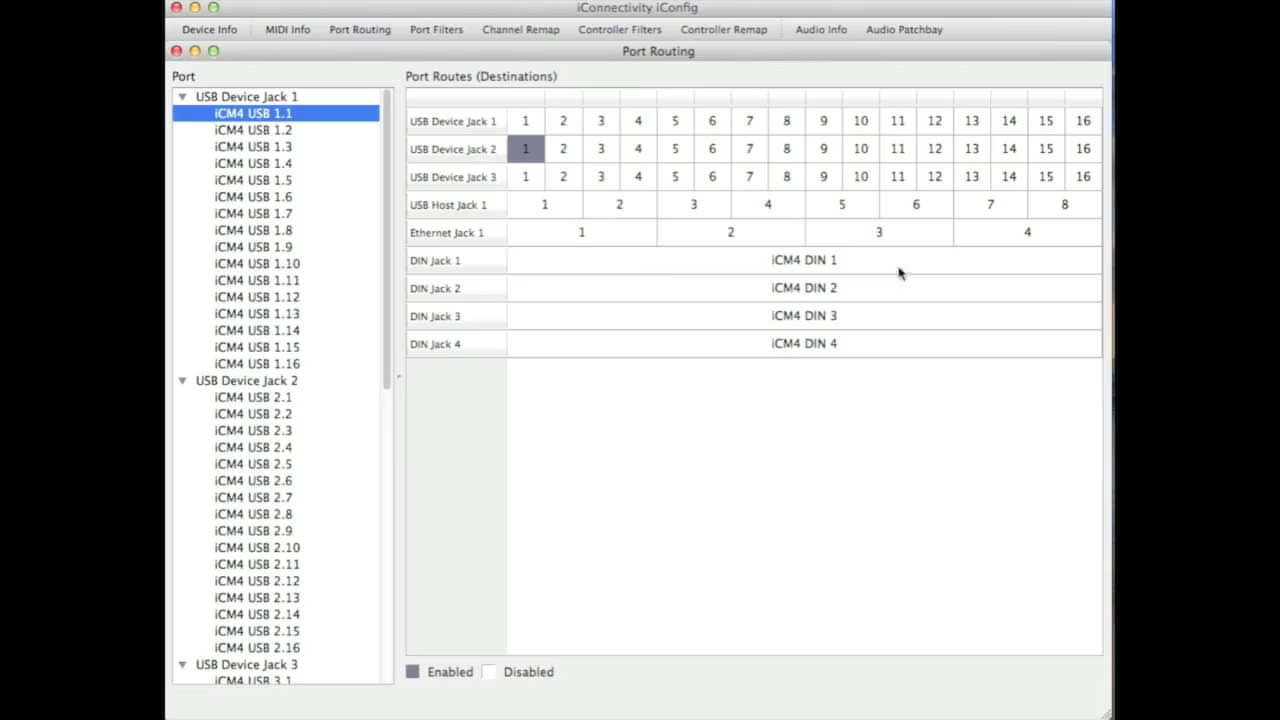 iConnectivity iConfig
Device Info MIDI Info Port Routing Port Filters Channel Remap Controller Filters Controller Remap Audio Info Audio Patchbay
Port Routing
Port
USB Device Jack 1
iCM4 USB 1.1
iCM4 USB 1.2
iCM4 USB 1.3
iCM4 USB 1.4
iCM4 USB 1.5
iCM4 USB 1.6
iCM4 USB 1.7
iCM4 USB 1.8
iCM4 USB 1.9
iCM4 USB 1.10
iCM4 USB 1.11
iCM4 USB 1.12
iCM4 USB 1.13
iCM4 USB 1.14
iCM4 USB 1.15
iCM4 USB 1.16
USB Device Jack 2
iCM4 USB 2.1
iCM4 USB 2.2
iCM4 USB 2.3
iCM4 USB 2.4
iCM4 USB 2.5
iCM4 USB 2.6
iCM4 USB 2.7
iCM4 USB 2.8
iCM4 USB 2.9
iCM4 USB 2.10
iCM4 USB 2.11
iCM4 USB 2.12
iCM4 USB 2.13
iCM4 USB 2.14
iCM4 USB 2.15
iCM4 USB 2.16
USB Device Jack 3
iCM4 USB 3.1
Port Routes (Destinations)
USB Device Jack 1 1 2 3 4 5 6 7 8 9 10 11 12 13 14 15 16
USB Device Jack 2 1 2 3 4 5 6 7 8 9 10 11 12 13 14 15 16
USB Device Jack 3 1 2 3 4 5 6 7 8 9 10 11 12 13 14 15 16
USB Host Jack 1 1 2 3 4 5 6 7 8
Ethernet Jack 1 1 2 3 4
DIN Jack 1 iCM4 DIN 1
DIN Jack 2 iCM4 DIN 2
DIN Jack 3 iCM4 DIN 3
DIN Jack 4 iCM4 DIN 4
Enabled Disabled